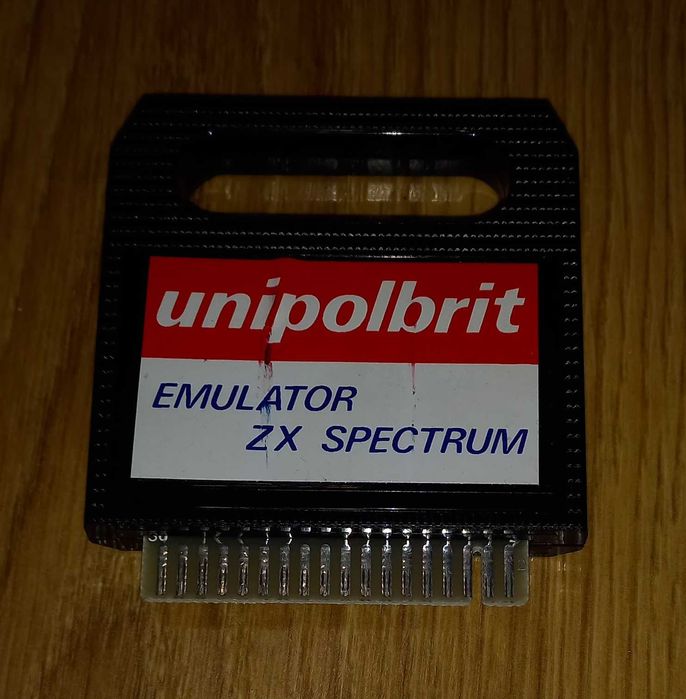 unipolbrit
EMULATOR
ZX SPECTRUM